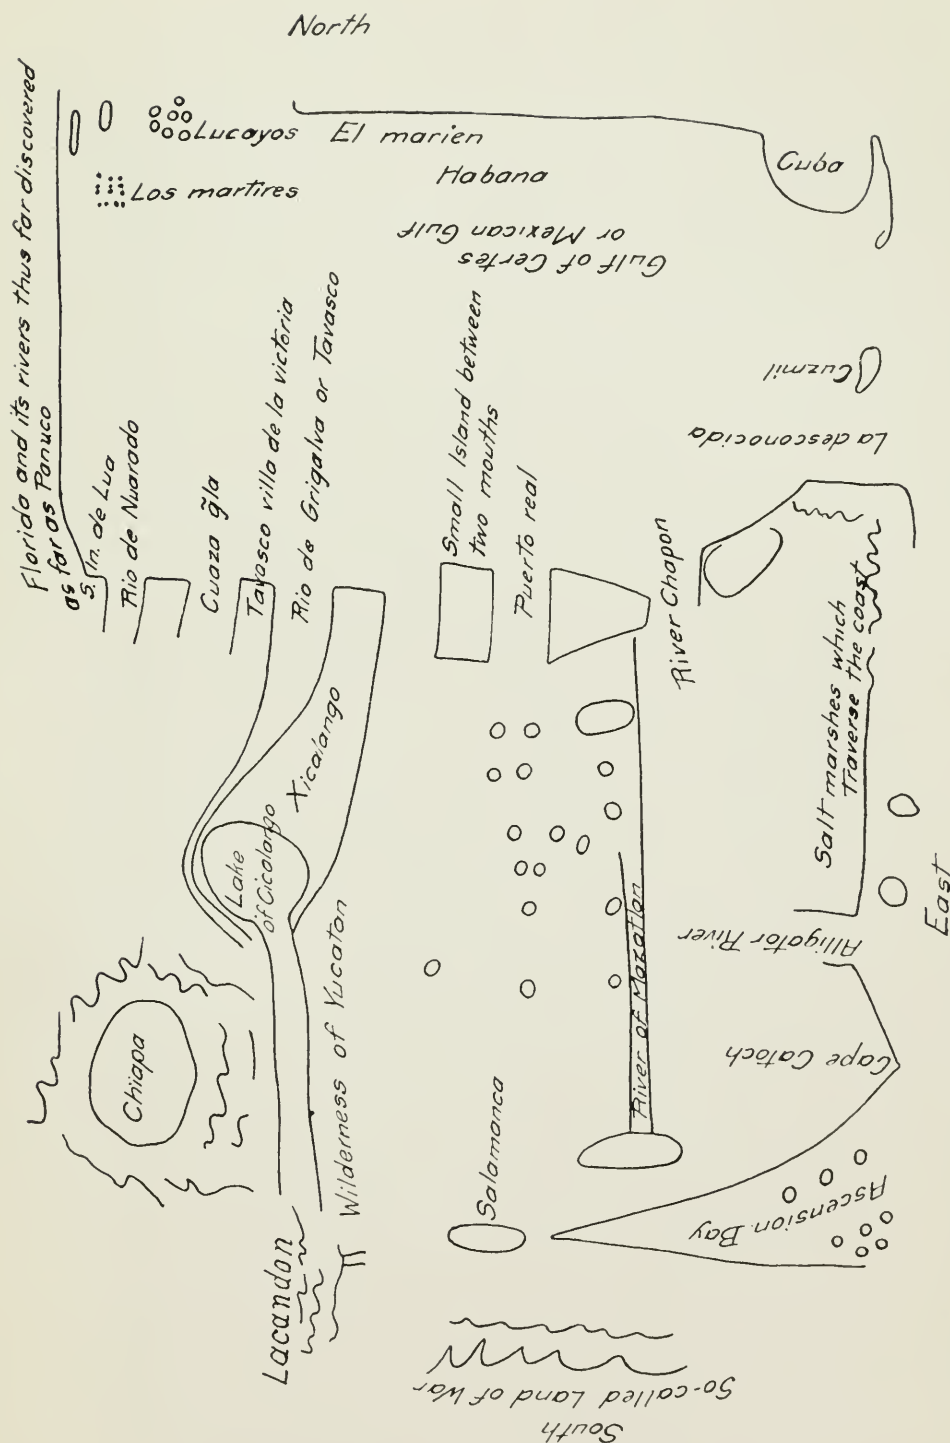 North
Florida and its rivers thus far discovered
as far as Panuco
Lucayos
El marien
Los martires
Habana
Gulf of Certes
or Mexican Gulf
Cuba
S. In. de Lua
Rio de Nuarado
Cuaza g̃la
Tavasco villa de la victoria
Rio de Grigalva or Tavasco
Small Island between
two mouths
Puerto real
Cuzmil
La desconocida
River Chapon
Xicalango
Lake
of Cicolango
Salt marshes which
Traverse the coast
East
Alligator River
Chiapa
Wilderness of Yucatan
River of Mazatlan
Cape Catoch
Salamanca
Ascension Bay
Lacandon
So-called Land of War
South